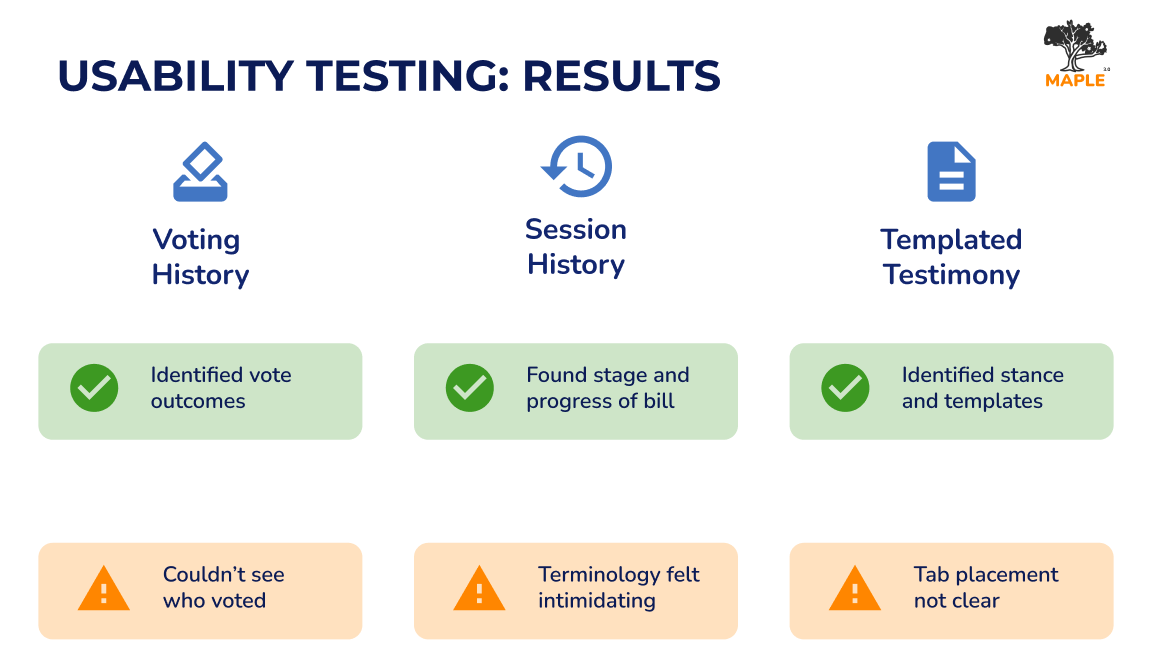 USABILITY TESTING: RESULTS
3.0
MAPLE
Voting
History
Session
History
Templated
Testimony
Identified vote
outcomes
Found stage and
progress of bill
Identified stance
and templates
Couldn’t see
who voted
Terminology felt
intimidating
Tab placement
not clear